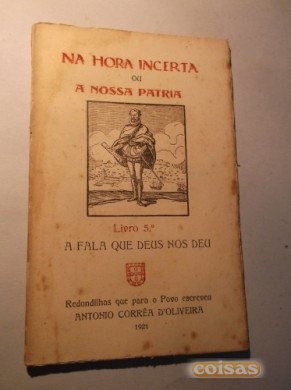 NA HORA INCERTA
OU
A NOSSA PATRIA
Livro 5.º
A FALA QUE DEUS NOS DEU
Redondilhas que para o Povo escreveu
ANTONIO CORRÊA D'OLIVEIRA
1921
coisas